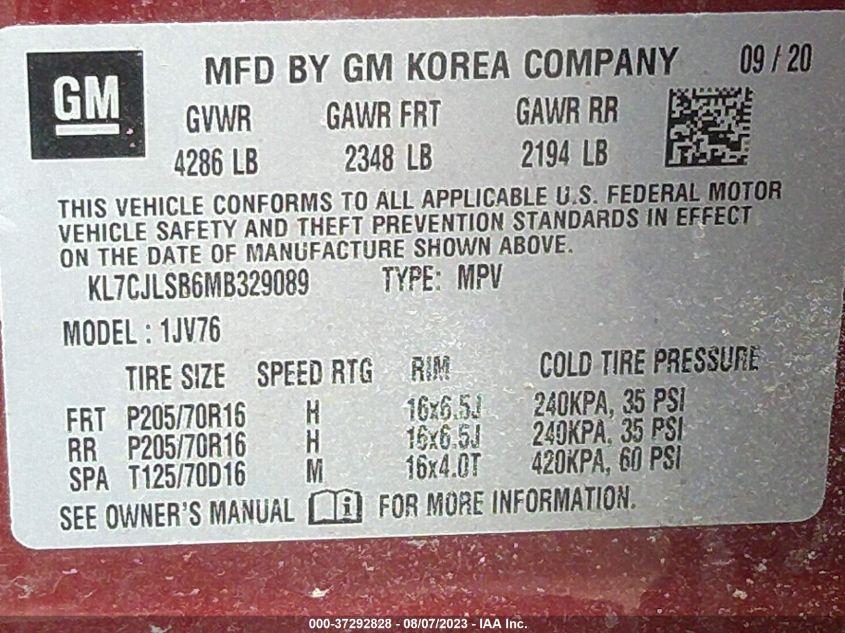 GM
MFD BY GM KOREA COMPANY 09 / 20
GVWR GAWR FRT GAWR RR
4286 LB 2348 LB 2194 LB
THIS VEHICLE CONFORMS TO ALL APPLICABLE U.S. FEDERAL MOTOR
VEHICLE SAFETY AND THEFT PREVENTION STANDARDS IN EFFECT
ON THE DATE OF MANUFACTURE SHOWN ABOVE.
KL7CJLSB6MB329089 TYPE: MPV
MODEL : 1JV76
TIRE SIZE SPEED RTG RIM COLD TIRE PRESSURE
FRT P205/70R16 H 16x6.5J 240KPA, 35 PSI
RR P205/70R16 H 16x6.5J 240KPA, 35 PSI
SPA T125/70D16 M 16x4.0T 420KPA, 60 PSI
SEE OWNER'S MANUAL i FOR MORE INFORMATION.
000-37292828 - 08/07/2023 - IAA Inc.